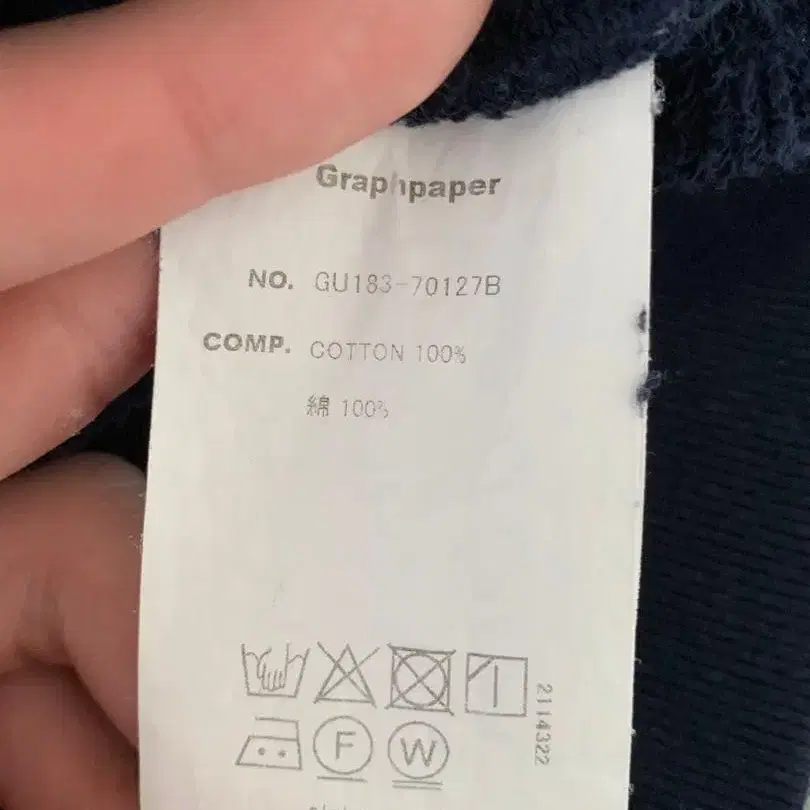 Graphpaper
NO. GU183-70127B
COMP. COTTON 100%
綿 100%
2114322
F W